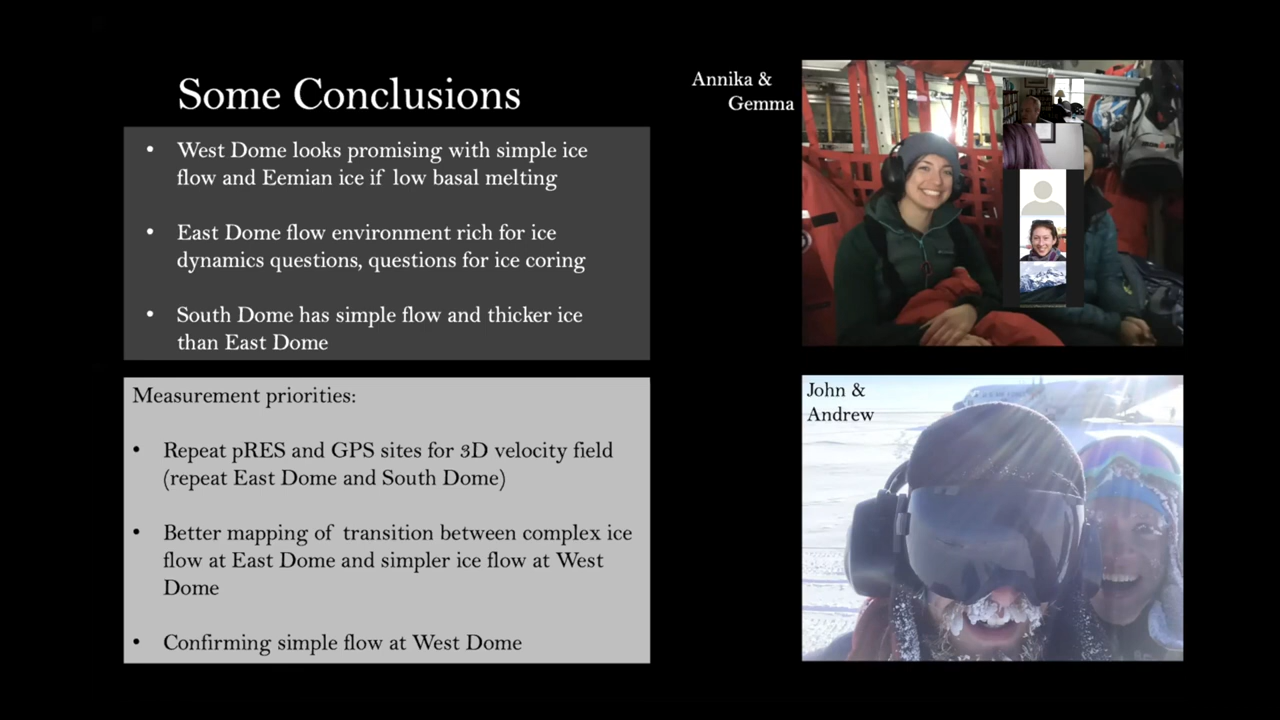 Some Conclusions
• West Dome looks promising with simple ice
flow and Eemian ice if low basal melting
• East Dome flow environment rich for ice
dynamics questions, questions for ice coring
• South Dome has simple flow and thicker ice
than East Dome
Measurement priorities:
• Repeat pRES and GPS sites for 3D velocity field
(repeat East Dome and South Dome)
• Better mapping of transition between complex ice
flow at East Dome and simpler ice flow at West
Dome
• Confirming simple flow at West Dome
Annika &
Gemma
John &
Andrew